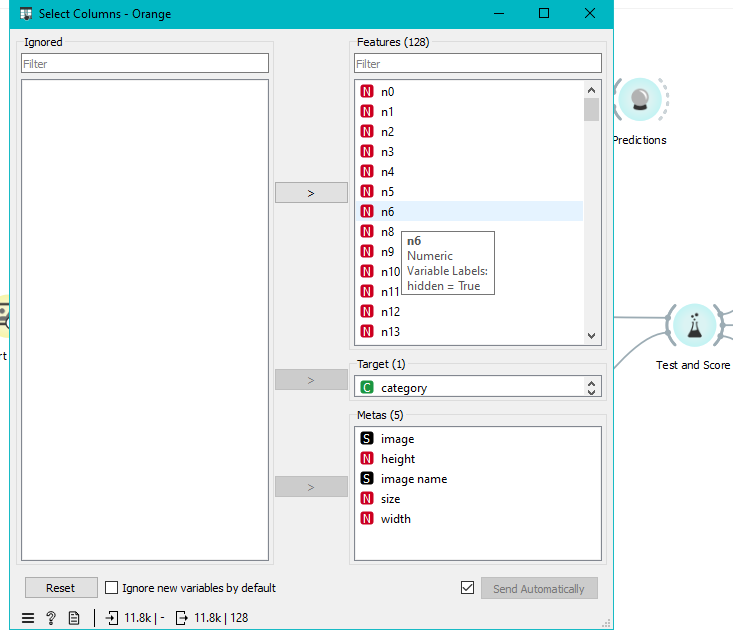 Select Columns - Orange
Ignored
Filter
>
>
>
Features (128)
Filter
N n0
N n1
N n2
N n3
N n4
N n5
N n6
N n8
N n9
N n10
N n11
N n12
N n13
n6
Numeric
Variable Labels:
hidden = True
Target (1)
C category
Metas (5)
S image
N height
S image name
N size
N width
Reset
Ignore new variables by default
Send Automatically
?
11.8k | -
11.8k | 128
Predictions
Test and Score
rt